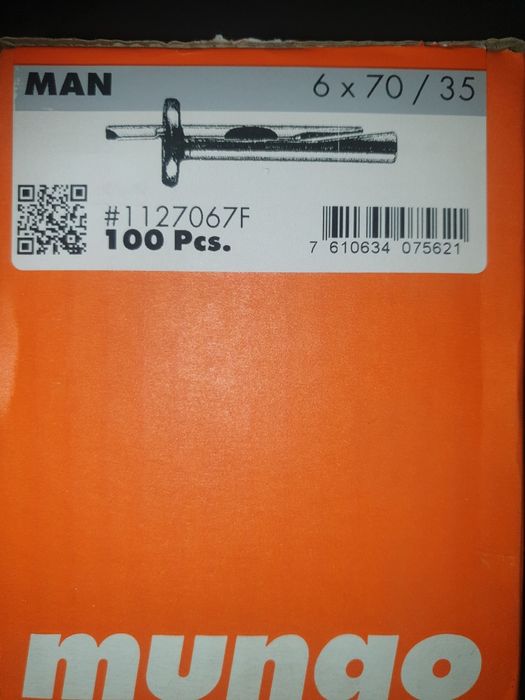 MAN 6 x 70 / 35
#1127067F
100 Pcs.
7 610634 075621
mungo